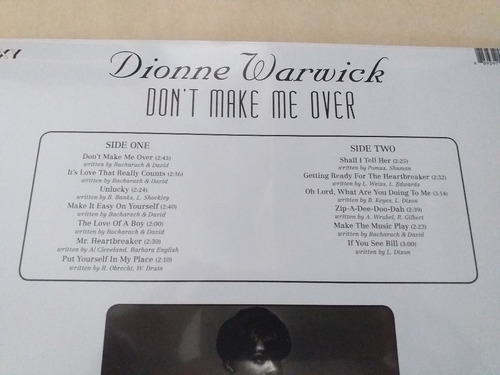 Dionne Warwick
DON'T MAKE ME OVER
SIDE ONE
Don't Make Me Over (2:43)
written by Bacharach & David
It's Love That Really Counts (2:36)
written by Bacharach & David
Unlucky (2:24)
written by B. Banks, L. Shockley
Make It Easy On Yourself (2:40)
written by Bacharach & David
The Love Of A Boy (2:00)
written by Bacharach & David
Mr. Heartbreaker (2:30)
written by Al Cleveland, Barbara English
Put Yourself In My Place (2:10)
written by R. Obrecht, W. Drain
SIDE TWO
Shall I Tell Her (2:25)
written by Pomaz, Shuman
Getting Ready For The Heartbreaker (2:32)
written by L. Weiss, L. Edwards
Oh Lord, What Are You Doing To Me (3:14)
written by B. Keyes, L. Dixon
Zip-A-Dee-Doo-Dah (2:39)
written by A. Wrubel, R. Gilbert
Make The Music Play (2:23)
written by Bacharach & David
If You See Bill (3:00)
written by L. Dixon